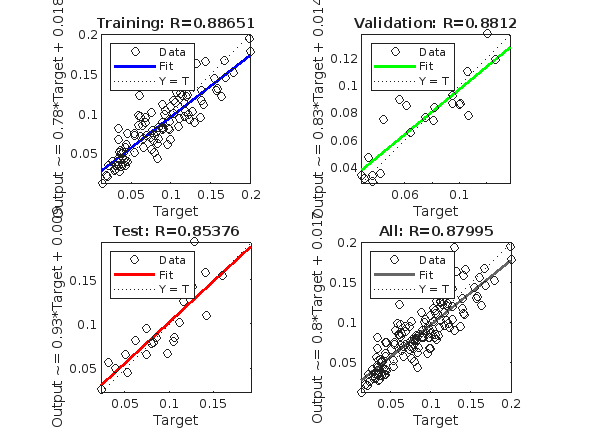 Training: R=0.88651
Output ~= 0.78*Target + 0.018
0.2
0.15
0.1
0.05
Data
Fit
Y = T
0.05
0.1
0.15
0.2
Target
Validation: R=0.8812
Output ~= 0.83*Target + 0.014
0.12
0.1
0.08
0.06
0.04
Data
Fit
Y = T
0.06
0.1
Target
Test: R=0.85376
Output ~= 0.93*Target +
0.15
0.1
0.05
Data
Fit
Y = T
0.05
0.1
0.15
Target
All: R=0.87995
Output ~= 0.8*Target + 0.017
0.2
0.15
0.1
0.05
Data
Fit
Y = T
0.05
0.1
0.15
0.2
Target